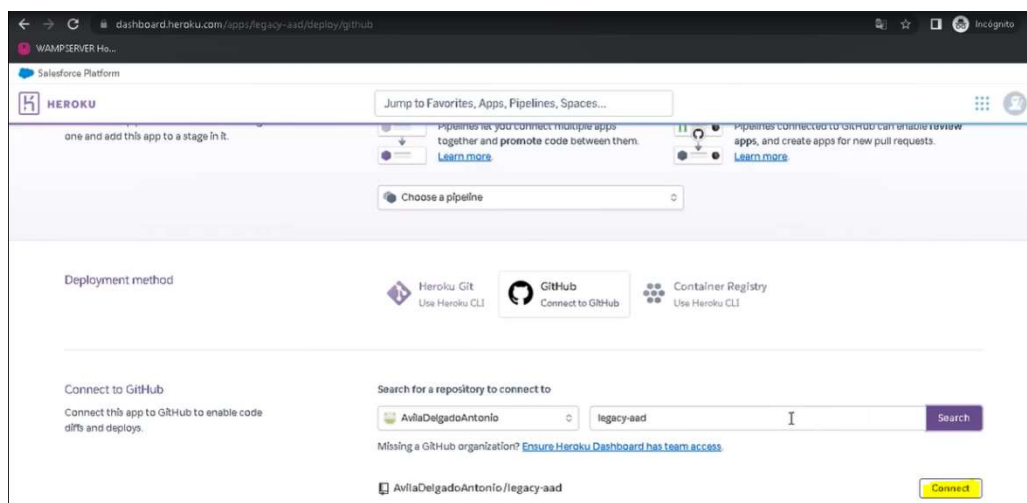 dashboard.heroku.com/apps/legacy-aad/deploy/github
Incógnito
WAMPSERVER Ho...
Salesforce Platform
HEROKU
Jump to Favorites, Apps, Pipelines, Spaces...
one and add this app to a stage in it.
Pipelines let you connect multiple apps
together and promote code between them.
Learn more.
Pipelines connected to GitHub can enable review
apps, and create apps for new pull requests.
Learn more.
Choose a pipeline
Deployment method
Heroku Git
Use Heroku CLI
GitHub
Connect to GitHub
Container Registry
Use Heroku CLI
Connect to GitHub
Connect this app to GitHub to enable code
diffs and deploys.
Search for a repository to connect to
AvilaDelgadoAntonio
legacy-aad
Search
Missing a GitHub organization? Ensure Heroku Dashboard has team access.
AvilaDelgadoAntonio/legacy-aad
Connect